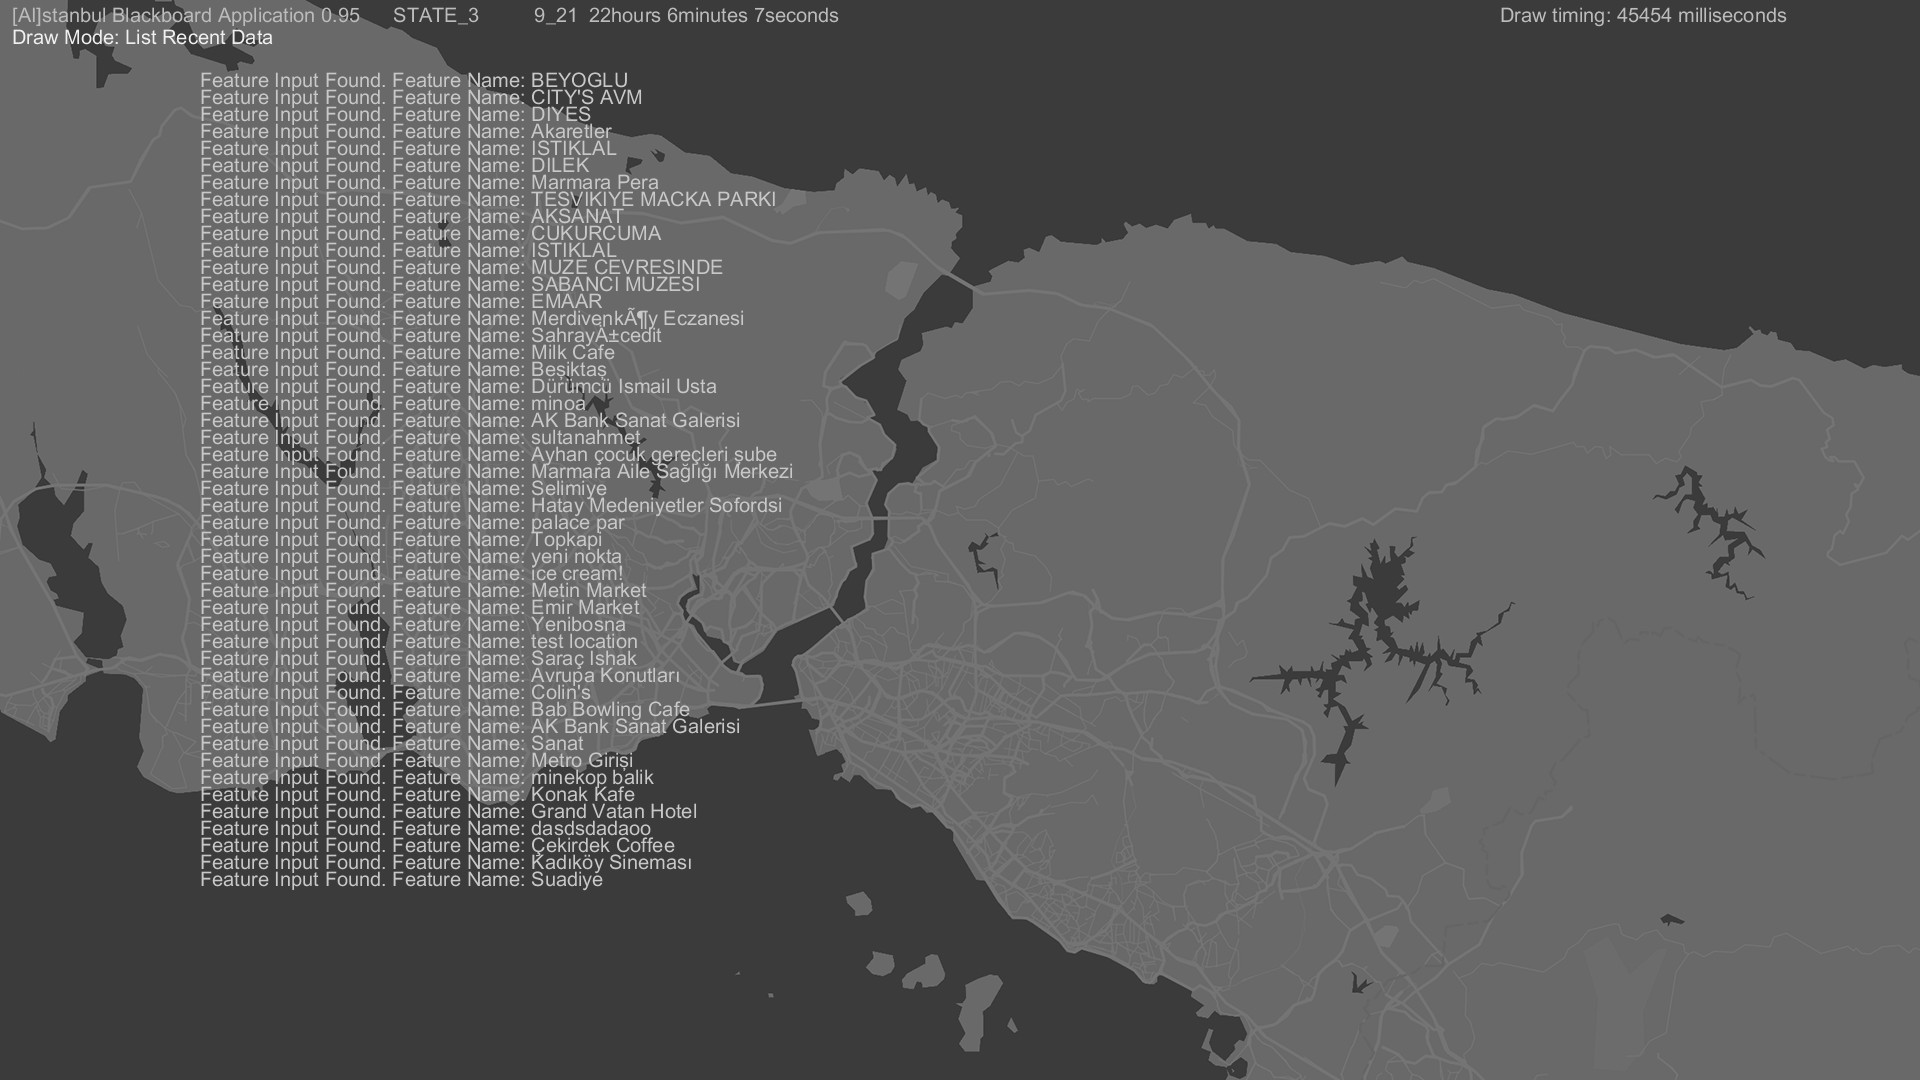 [AI]stanbul Blackboard Application 0.95 STATE_3 9_21 22hours 6minutes 7seconds Draw timing: 45454 milliseconds
Draw Mode: List Recent Data
Feature Input Found. Feature Name: BEYOGLU
Feature Input Found. Feature Name: CITY'S AVM
Feature Input Found. Feature Name: DIYES
Feature Input Found. Feature Name: Akaretler
Feature Input Found. Feature Name: ISTIKLAL
Feature Input Found. Feature Name: DILEK
Feature Input Found. Feature Name: Marmara Pera
Feature Input Found. Feature Name: TESVIKIYE MACKA PARKI
Feature Input Found. Feature Name: AKSANAT
Feature Input Found. Feature Name: CUKURCUMA
Feature Input Found. Feature Name: ISTIKLAL
Feature Input Found. Feature Name: MUZE CEVRESINDE
Feature Input Found. Feature Name: SABANCI MUZESI
Feature Input Found. Feature Name: EMAAR
Feature Input Found. Feature Name: MerdivenkÃ¶y Eczanesi
Feature Input Found. Feature Name: SahrayÄ±cedit
Feature Input Found. Feature Name: Milk Cafe
Feature Input Found. Feature Name: Beşiktaş
Feature Input Found. Feature Name: Dürümcü Ismail Usta
Feature Input Found. Feature Name: minoa
Feature Input Found. Feature Name: AK Bank Sanat Galerisi
Feature Input Found. Feature Name: sultanahmet
Feature Input Found. Feature Name: Ayhan çocuk gereçleri sube
Feature Input Found. Feature Name: Marmara Aile Sağlığı Merkezi
Feature Input Found. Feature Name: Selimiye
Feature Input Found. Feature Name: Hatay Medeniyetler Sofordsi
Feature Input Found. Feature Name: palace par
Feature Input Found. Feature Name: Topkapi
Feature Input Found. Feature Name: yeni nokta
Feature Input Found. Feature Name: ice cream!
Feature Input Found. Feature Name: Metin Market
Feature Input Found. Feature Name: Emir Market
Feature Input Found. Feature Name: Yenibosna
Feature Input Found. Feature Name: test location
Feature Input Found. Feature Name: Saraç Ishak
Feature Input Found. Feature Name: Avrupa Konutları
Feature Input Found. Feature Name: Colin's
Feature Input Found. Feature Name: Bab Bowling Cafe
Feature Input Found. Feature Name: AK Bank Sanat Galerisi
Feature Input Found. Feature Name: Sanat
Feature Input Found. Feature Name: Metro Girişi
Feature Input Found. Feature Name: minekop balik
Feature Input Found. Feature Name: Konak Kafe
Feature Input Found. Feature Name: Grand Vatan Hotel
Feature Input Found. Feature Name: dasdsdadaoo
Feature Input Found. Feature Name: Çekirdek Coffee
Feature Input Found. Feature Name: Kadıköy Sineması
Feature Input Found. Feature Name: Suadiye